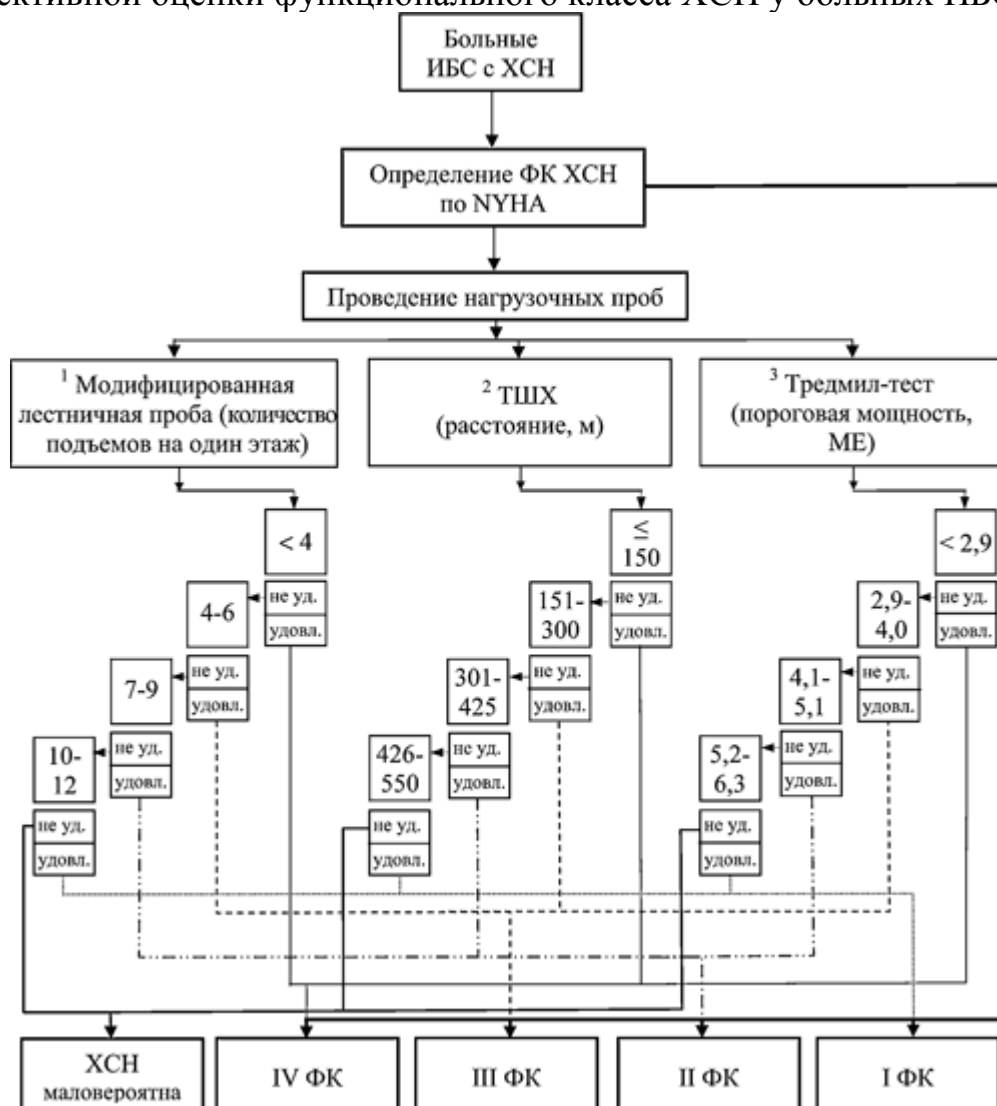 функционального класса ХСН у больных
Больные
ИБС с ХСН
Определение ФК ХСН
по NYHA
Проведение нагрузочных проб
1 Модифицированная
лестничная проба (количество
подъемов на один этаж)
2 ТШХ
(расстояние, м)
3 Тредмил-тест
(пороговая мощность,
МЕ)
< 4
≤
150
< 2,9
4-6
не уд.
удовл.
151-
300
не уд.
удовл.
2,9-
4,0
не уд.
удовл.
7-9
не уд.
удовл.
301-
425
не уд.
удовл.
4,1-
5,1
не уд.
удовл.
10-
12
не уд.
удовл.
426-
550
не уд.
удовл.
5,2-
6,3
не уд.
удовл.
не уд.
удовл.
не уд.
удовл.
не уд.
удовл.
ХСН
маловероятна
IV ФК
III ФК
II ФК
I ФК